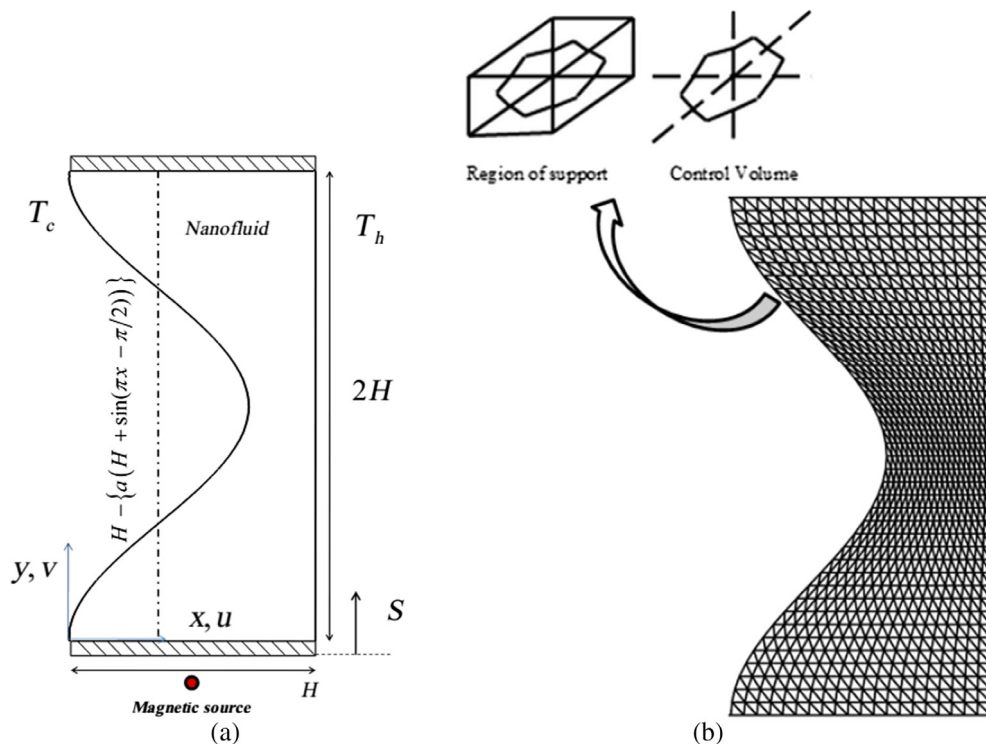 Region of support
Control Volume
T_c
Nanofluid
T_h
H – {a(H + sin(πx – π/2))}
2H
y, v
x, u
S
H
Magnetic source
(a)
(b)